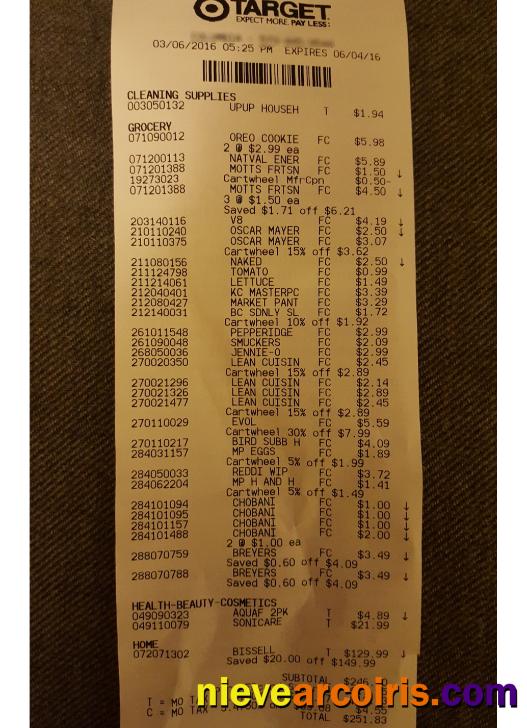 TARGET
EXPECT MORE. PAY LESS.
03/06/2016 05:25 PM EXPIRES 06/04/16
CLEANING SUPPLIES
003050132 UPUP HOUSEH T $1.94
GROCERY
071090012 OREO COOKIE FC $5.98
2 @ $2.99 ea
071200113 NATVAL ENER FC $5.89
071201388 MOTTS FRTSN FC $1.50 ↓
19273023 Cartwheel MfrCpn $0.50-
071201388 MOTTS FRTSN FC $4.50 ↓
3 @ $1.50 ea
Saved $1.71 off $6.21
203140116 V8 FC $4.19 ↓
210110240 OSCAR MAYER FC $2.50 ↓
210110375 OSCAR MAYER FC $3.07
Cartwheel 15% off $3.62
211080156 NAKED FC $2.50 ↓
211124798 TOMATO FC $0.99
211214061 LETTUCE FC $1.49
212040401 KC MASTERPC FC $3.39
212080427 MARKET PANT FC $3.29
212140031 BC SDNLY SL FC $1.72
Cartwheel 10% off $1.92
261011548 PEPPERIDGE FC $2.99
261090048 SMUCKERS FC $2.09
268050036 JENNIE-O FC $2.99
270020350 LEAN CUISIN FC $2.45
Cartwheel 15% off $2.89
270021296 LEAN CUISIN FC $2.14
270021326 LEAN CUISIN FC $2.89
270021477 LEAN CUISIN FC $2.45
Cartwheel 15% off $2.89
270110029 EVOL FC $5.59
Cartwheel 30% off $7.99
270110217 BIRD SUBB H FC $4.09
284031157 MP EGGS FC $1.89
Cartwheel 5% off $1.99
284050033 REDDI WIP FC $3.72
284062204 MP H AND H FC $1.41
Cartwheel 5% off $1.49
284101094 CHOBANI FC $1.00 ↓
284101095 CHOBANI FC $1.00 ↓
284101157 CHOBANI FC $1.00 ↓
284101488 CHOBANI FC $2.00 ↓
2 @ $1.00 ea
288070759 BREYERS FC $3.49 ↓
Saved $0.60 off $4.09
288070788 BREYERS FC $3.49 ↓
Saved $0.60 off $4.09
HEALTH-BEAUTY-COSMETICS
049090323 AQUAF 2PK T $4.89 ↓
049110079 SONICARE T $21.99
HOME
072071302 BISSELL T $129.99 ↓
Saved $20.00 off $149.99
SUBTOTAL
T = MO TAX
C = MO TAX
TOTAL $251.83
nievearcoiris.com